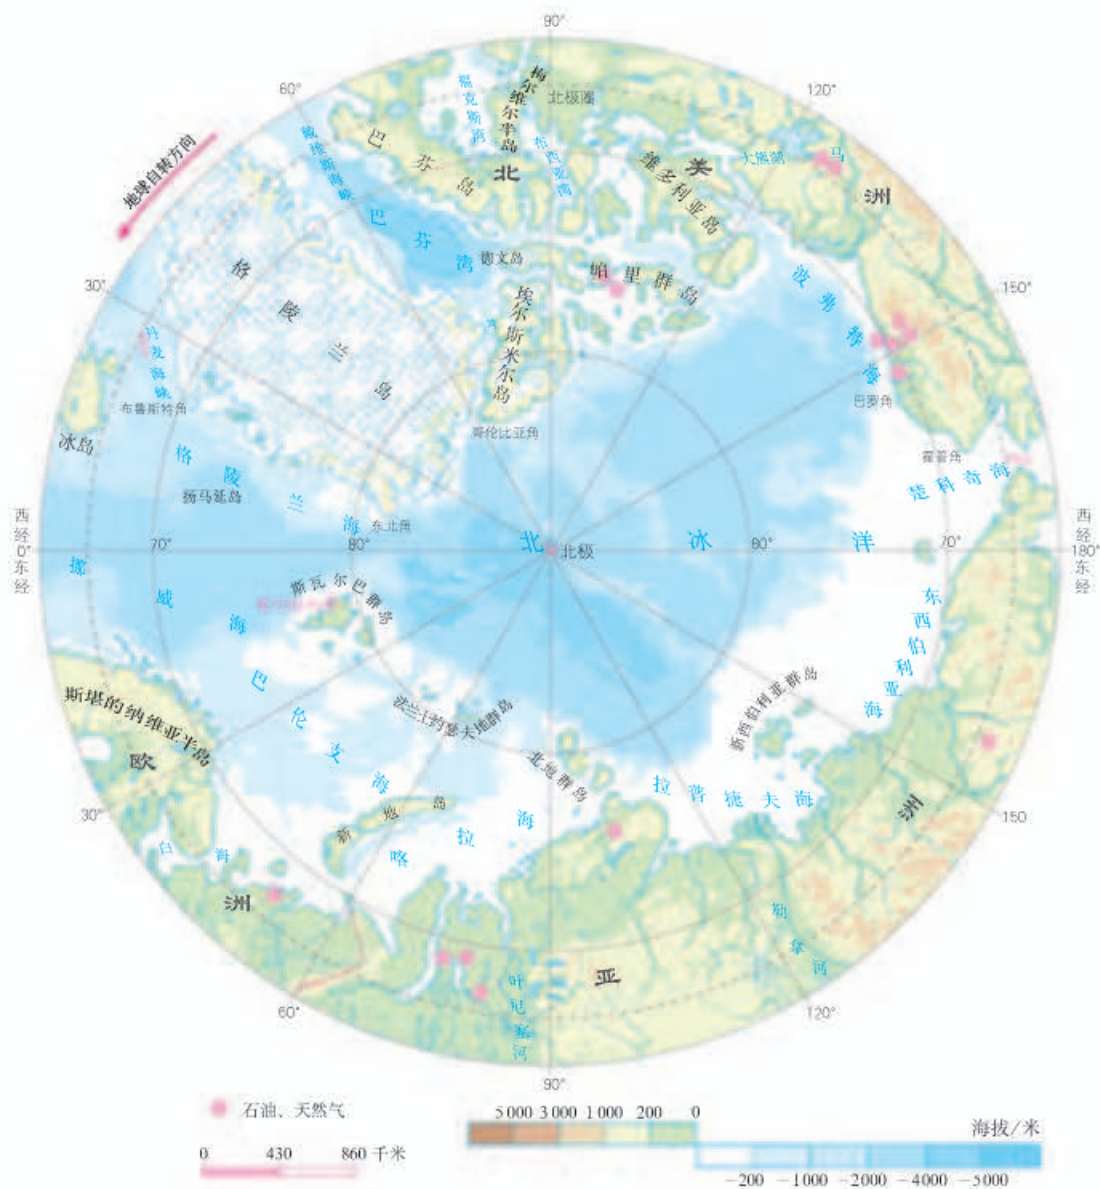 90°
60°
120°
30°
150°
地球自转方向
福克斯湾
梅尔维尔半岛
北极圈
布西亚湾
戴维斯海峡
巴芬岛
北美洲
维多利亚岛
大熊湖
马
巴芬湾
德文岛
帕里群岛
埃尔斯米尔岛
湾
波弗特海
格陵兰岛
丹麦海峡
布鲁斯特角
冰岛
哥伦比亚角
巴罗角
霍普角
楚科奇海
格陵兰海
扬马延岛
东北角
北冰洋
北极
西经
0°
东经
70°
80°
80°
70°
西经
180°
东经
挪威海
斯瓦尔巴群岛
东西伯利亚海
巴伦支海
法兰士约瑟夫地群岛
新西伯利亚群岛
斯堪的纳维亚半岛
欧洲
北地群岛
拉普捷夫海
新地岛
喀拉海
白海
亚洲
勒拿河
叶尼塞河
30°
150°
60°
120°
90°
石油、天然气
0 430 860 千米
5 000 3 000 1 000 200 0
海拔/米
-200 -1000 -2000 -4000 -5000